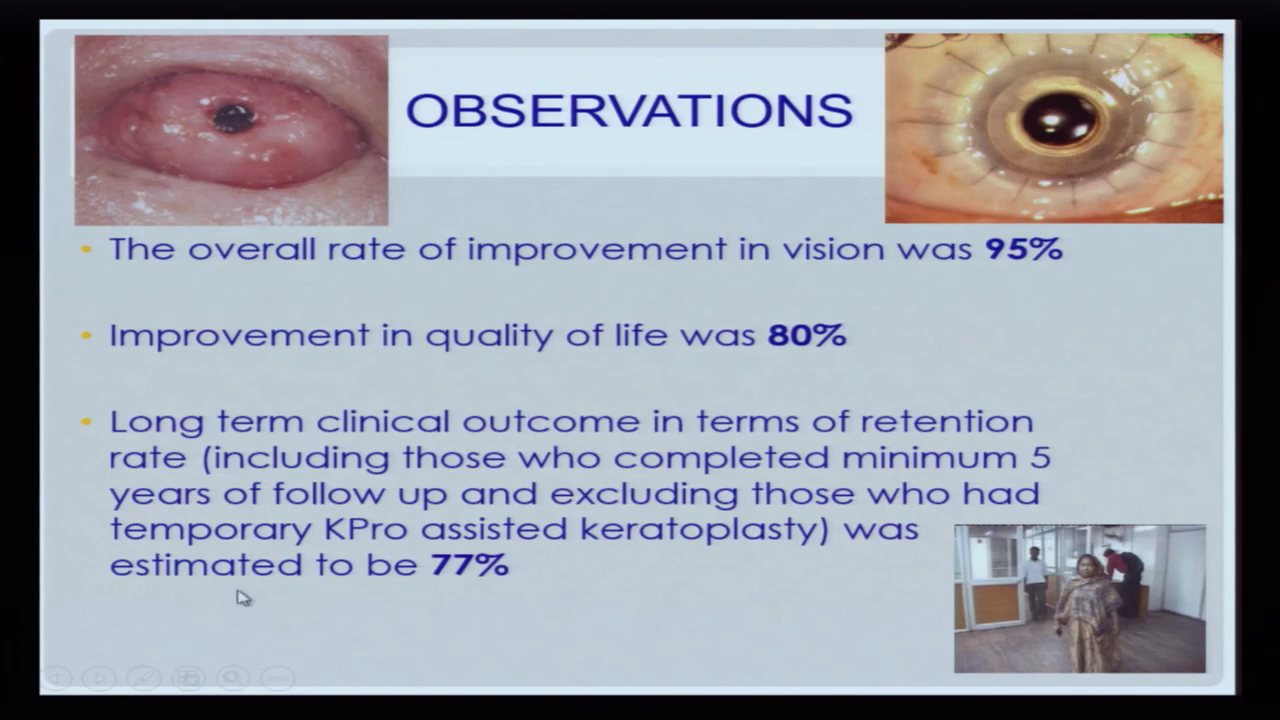 OBSERVATIONS
The overall rate of improvement in vision was 95%
Improvement in quality of life was 80%
Long term clinical outcome in terms of retention
rate (including those who completed minimum 5
years of follow up and excluding those who had
temporary KPro assisted keratoplasty) was
estimated to be 77%